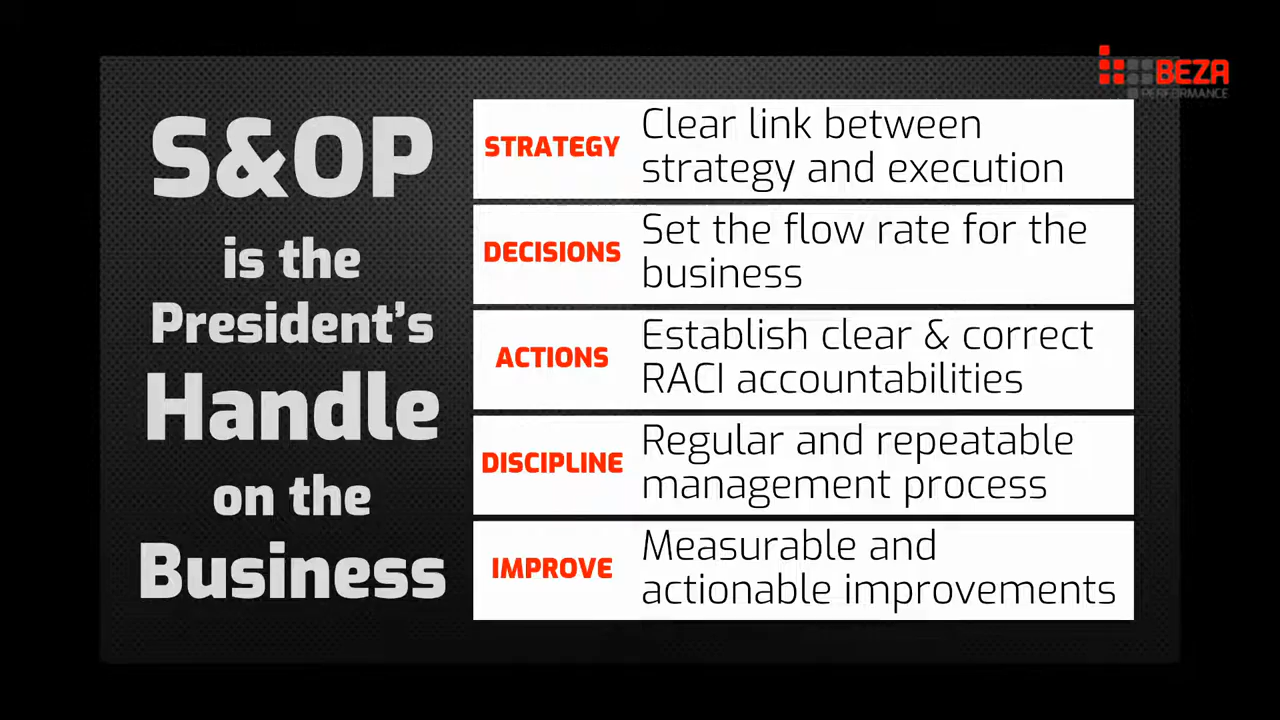 BEZA
PERFORMANCE
S&OP
is the
President’s
Handle
on the
Business
STRATEGY
Clear link between
strategy and execution
DECISIONS
Set the flow rate for the
business
ACTIONS
Establish clear & correct
RACI accountabilities
DISCIPLINE
Regular and repeatable
management process
IMPROVE
Measurable and
actionable improvements